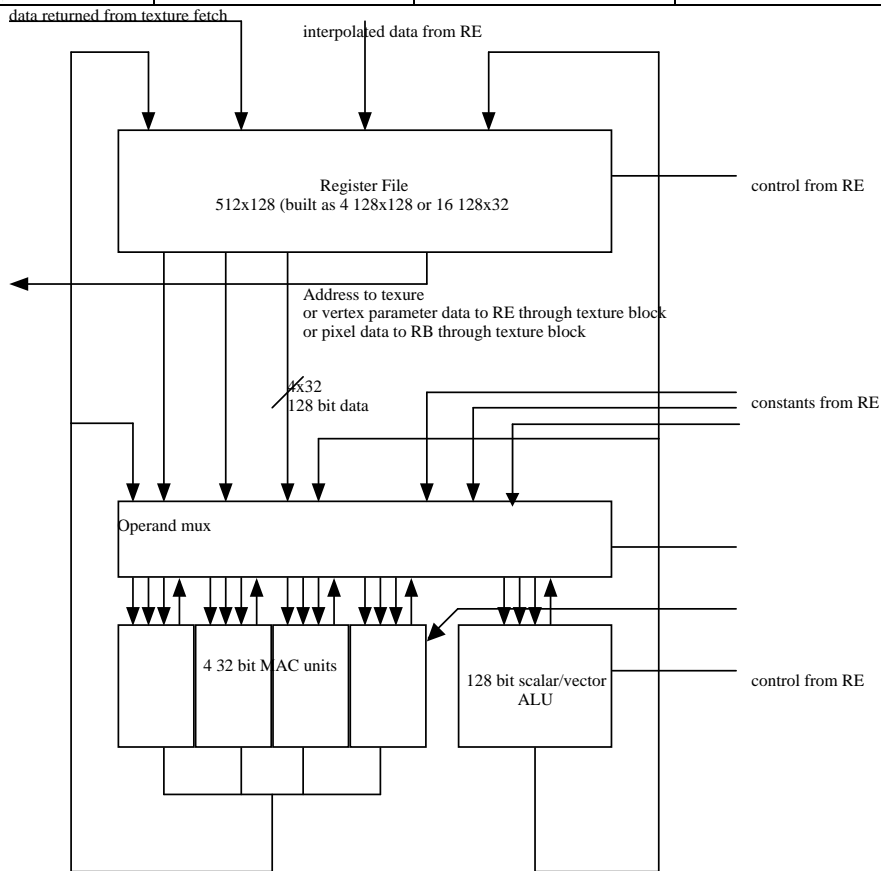 data returned from texture fetch
interpolated data from RE
Register File
512x128 (built as 4 128x128 or 16 128x32
control from RE
Address to texure
or vertex parameter data to RE through texture block
or pixel data to RB through texture block
4x32
128 bit data
constants from RE
Operand mux
4 32 bit MAC units
128 bit scalar/vector
ALU
control from RE